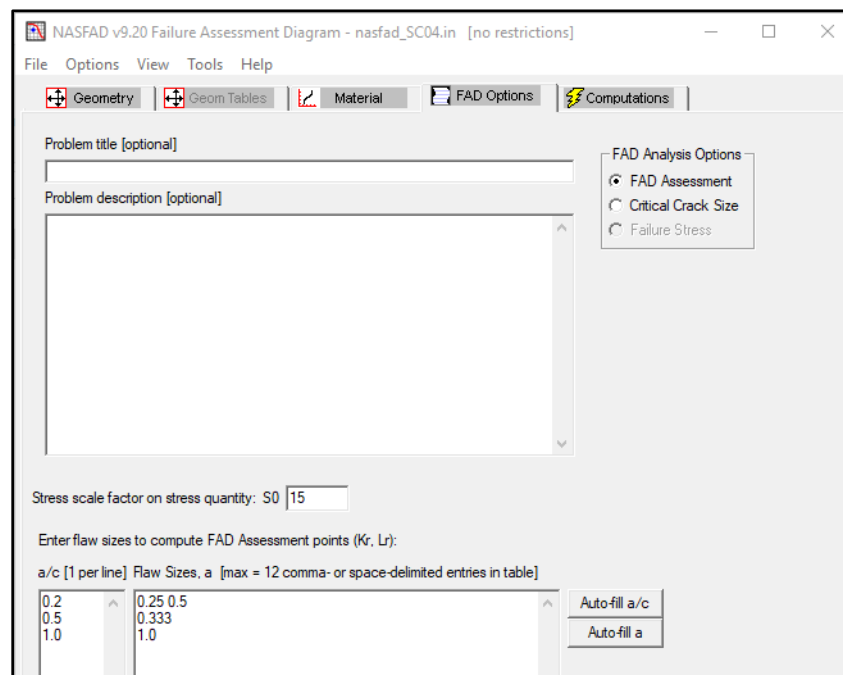 NASFAD v9.20 Failure Assessment Diagram - nasfad_SC04.in [no restrictions]
File Options View Tools Help
Geometry Geom Tables Material FAD Options Computations
Problem title [optional]
FAD Analysis Options
FAD Assessment
Problem description [optional]
Critical Crack Size
Failure Stress
Stress scale factor on stress quantity: S0 15
Enter flaw sizes to compute FAD Assessment points (Kr, Lr):
a/c [1 per line] Flaw Sizes, a [max = 12 comma- or space-delimited entries in table]
0.2 0.25 0.5 Auto-fill a/c
0.5 0.333
1.0 1.0 Auto-fill a